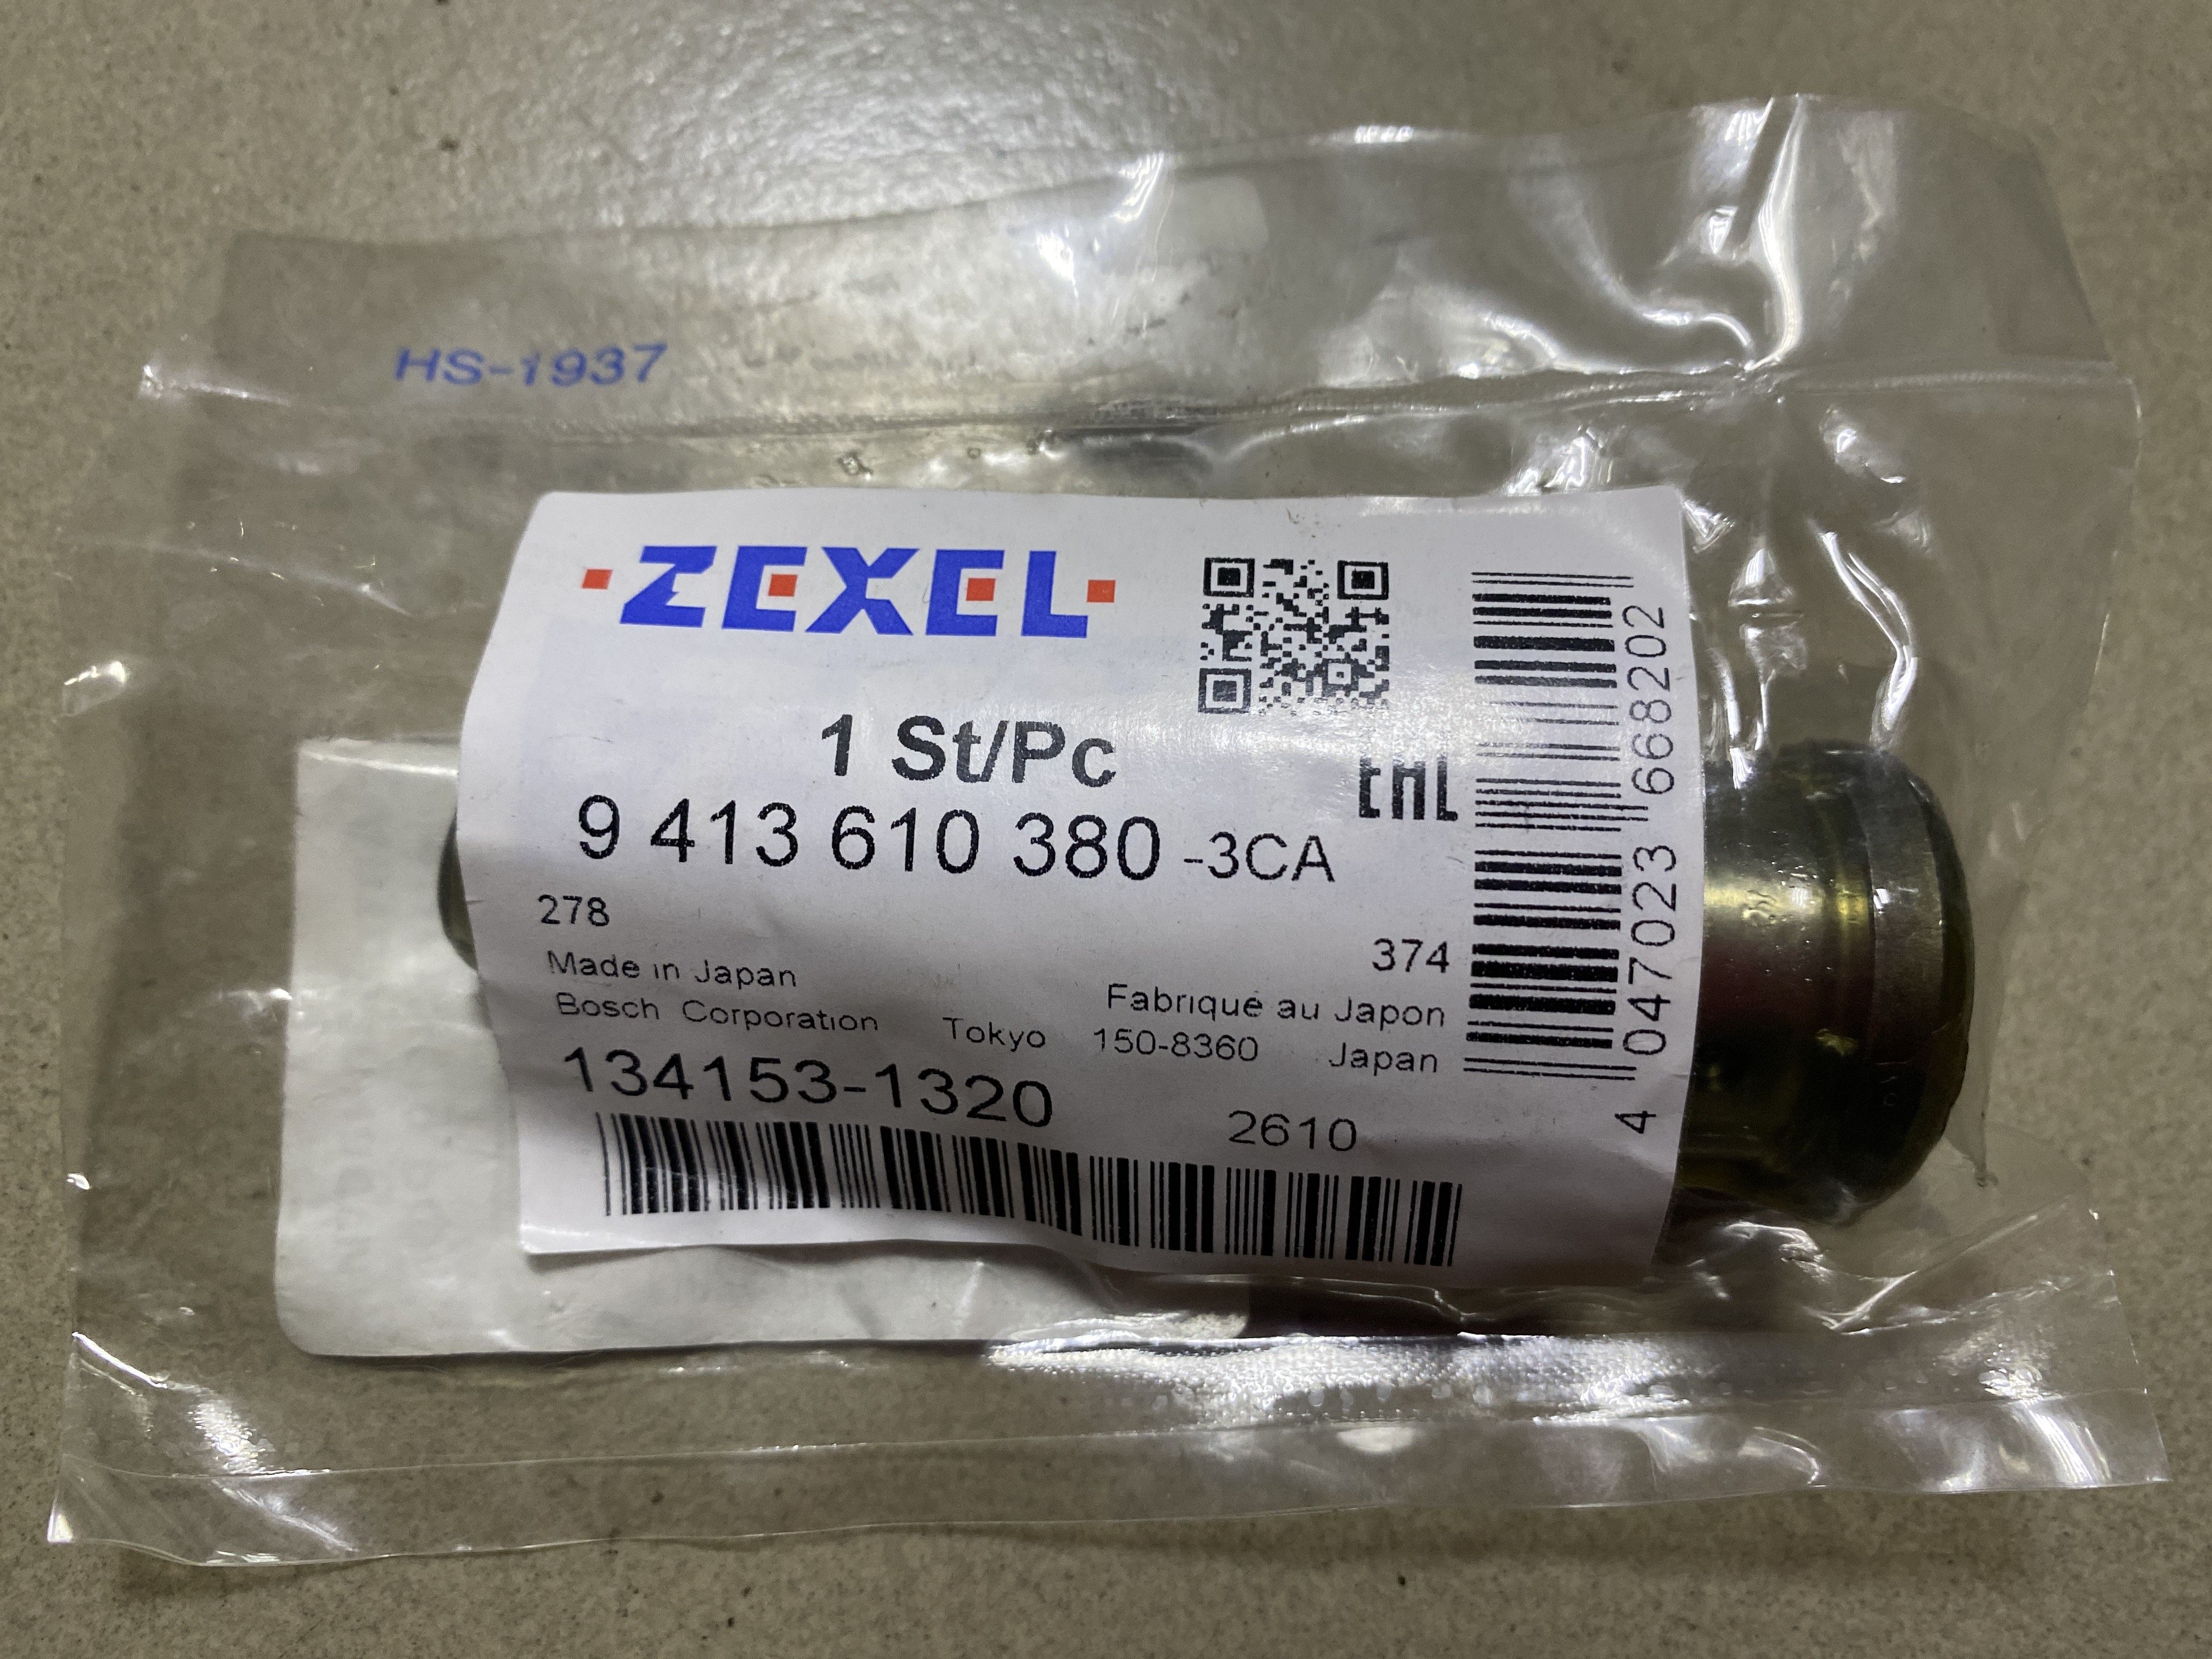 HS-1937
ZEXEL
1 St/Pc
EAC
9 413 610 380 -3CA
278
374
Made in Japan
Fabrique au Japon
Bosch Corporation Tokyo 150-8360 Japan
134153-1320
2610
4 047023 668202